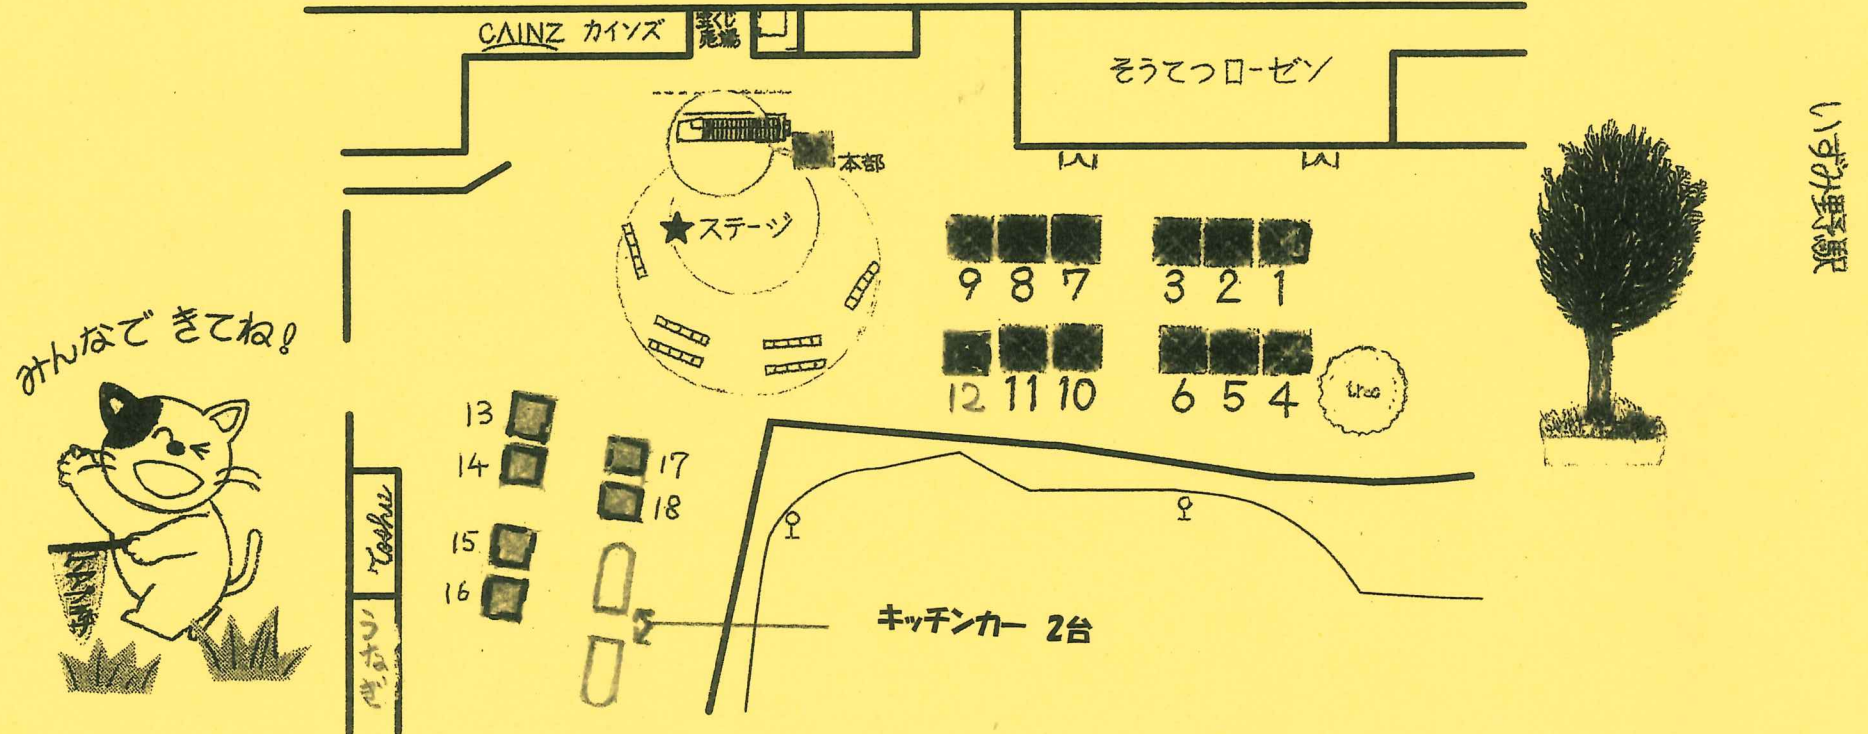 CAINZ カインズ
宝くじ
売場
そうてつローゼン
いずみ野駅
本部
★ステージ
9 8 7 3 2 1
12 11 10 6 5 4
tree
みんなで きてね!
13
14
17
18
15
16
うなぎ
キッチンカー 2台